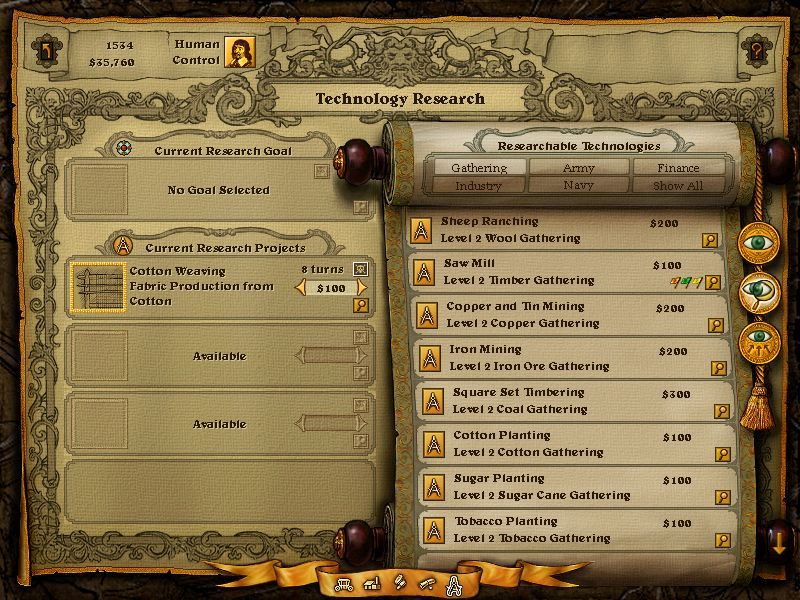 1534
$35,760
Human
Control
Technology Research
Current Research Goal
No Goal Selected
Current Research Projects
Cotton Weaving
8 turns
Fabric Production from
Cotton
$100
Available
Available
Researchable Technologies
Gathering
Army
Finance
Industry
Navy
Show All
Sheep Ranching
$200
Level 2 Wool Gathering
Saw Mill
$100
Level 2 Timber Gathering
Copper and Tin Mining
$200
Level 2 Copper Gathering
Iron Mining
$200
Level 2 Iron Ore Gathering
Square Set Timbering
$300
Level 2 Coal Gathering
Cotton Planting
$100
Level 2 Cotton Gathering
Sugar Planting
$100
Level 2 Sugar Cane Gathering
Tobacco Planting
$100
Level 2 Tobacco Gathering